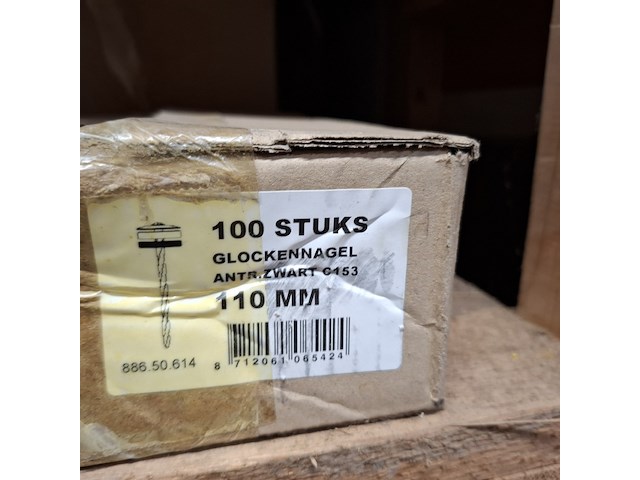 100 STUKS
GLOCKENNAGEL
ANTR.ZWART C153
110 MM
886.50.614
8 712061 065424